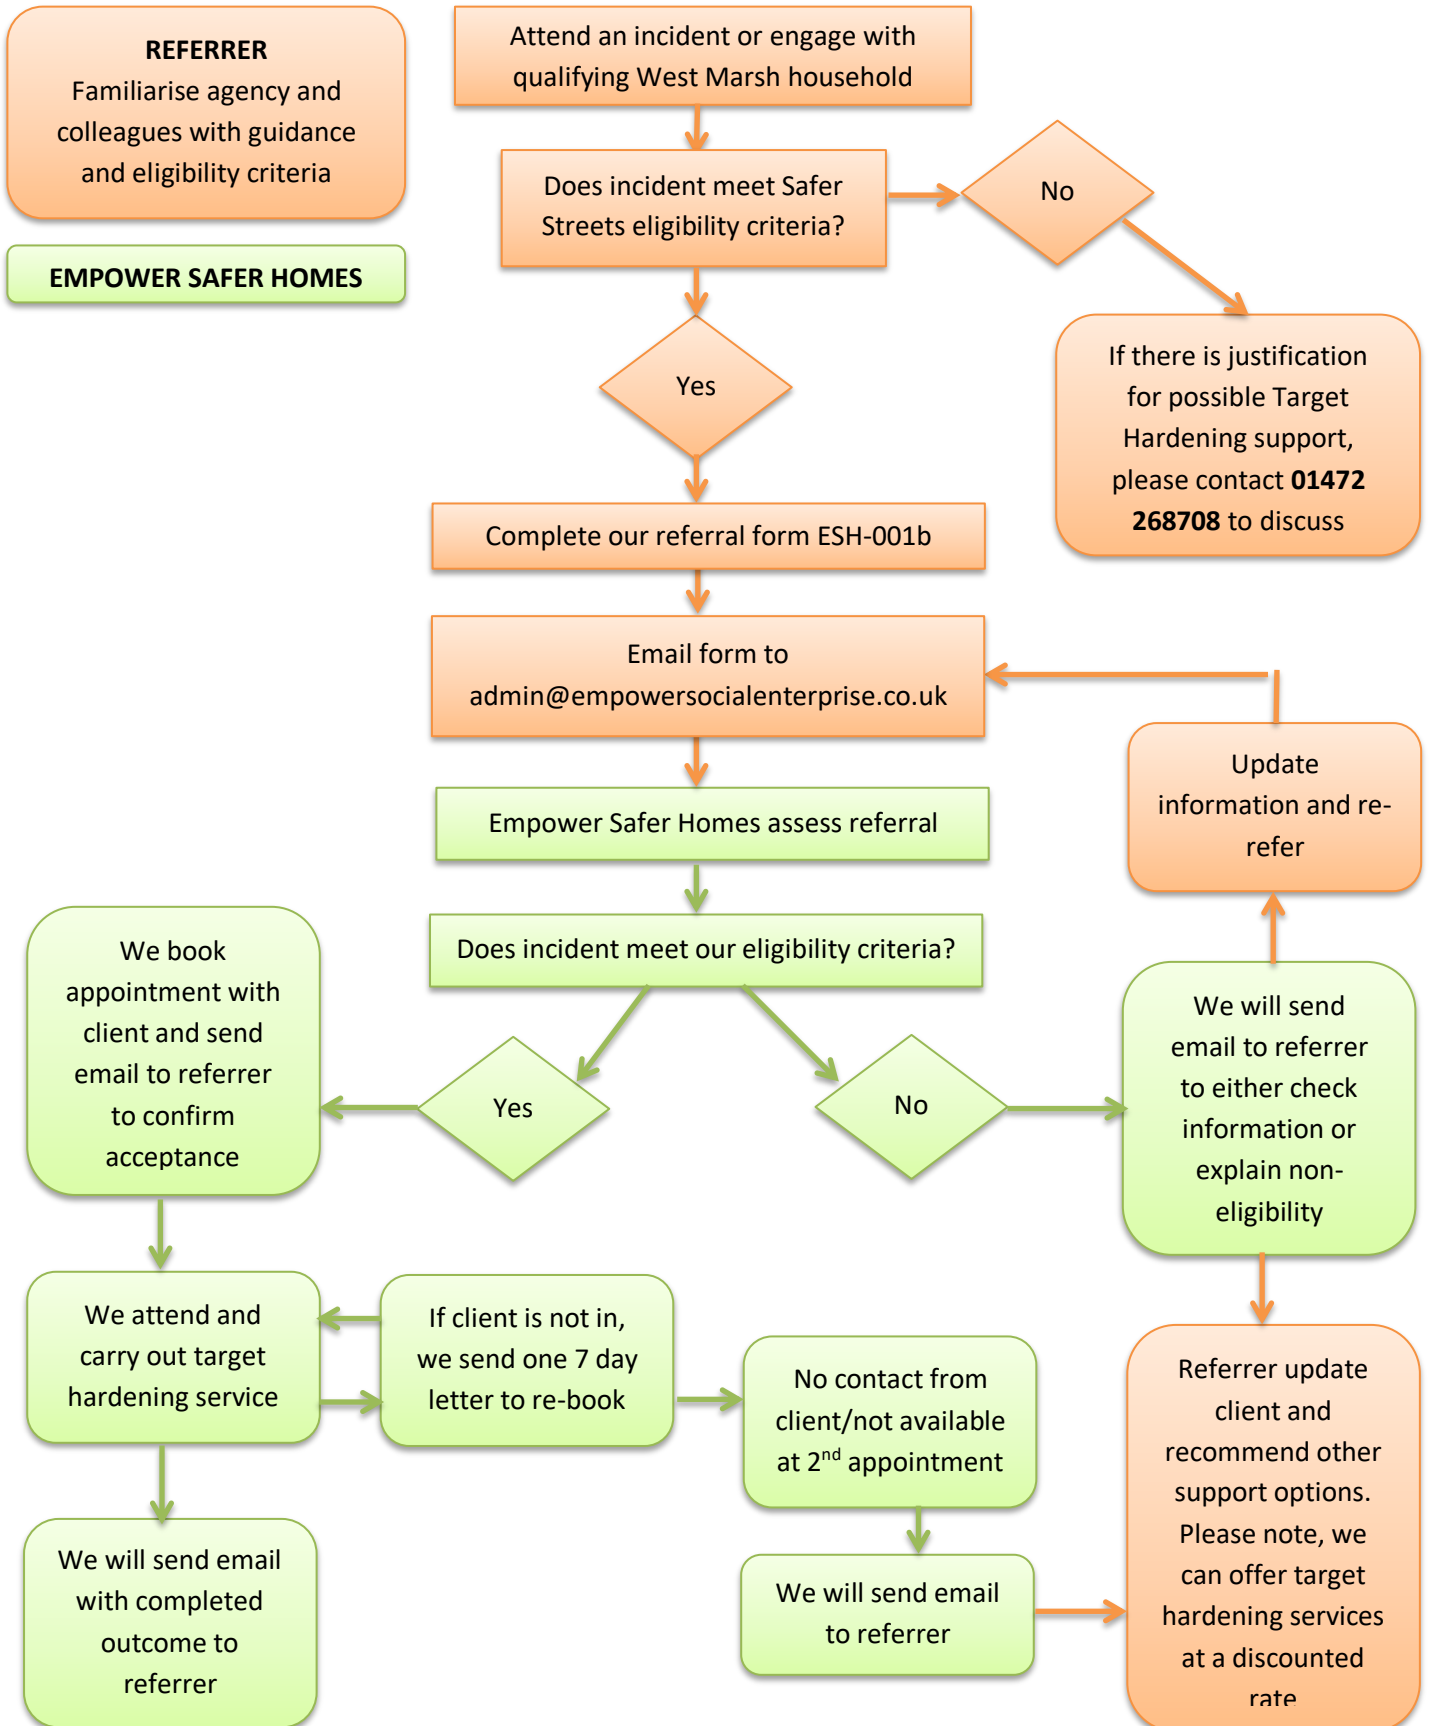 REFERRER
Familiarise agency and
colleagues with guidance
and eligibility criteria
EMPOWER SAFER HOMES
Attend an incident or engage with
qualifying West Marsh household
Does incident meet Safer
Streets eligibility criteria?
No
Yes
If there is justification
for possible Target
Hardening support,
please contact 01472
268708 to discuss
Complete our referral form ESH-001b
Email form to
admin@empowersocialenterprise.co.uk
Update
information and re-
refer
Empower Safer Homes assess referral
Does incident meet our eligibility criteria?
Yes
No
We book
appointment with
client and send
email to referrer
to confirm
acceptance
We will send
email to referrer
to either check
information or
explain non-
eligibility
We attend and
carry out target
hardening service
If client is not in,
we send one 7 day
letter to re-book
No contact from
client/not available
at 2nd appointment
We will send email
with completed
outcome to
referrer
We will send email
to referrer
Referrer update
client and
recommend other
support options.
Please note, we
can offer target
hardening services
at a discounted
rate